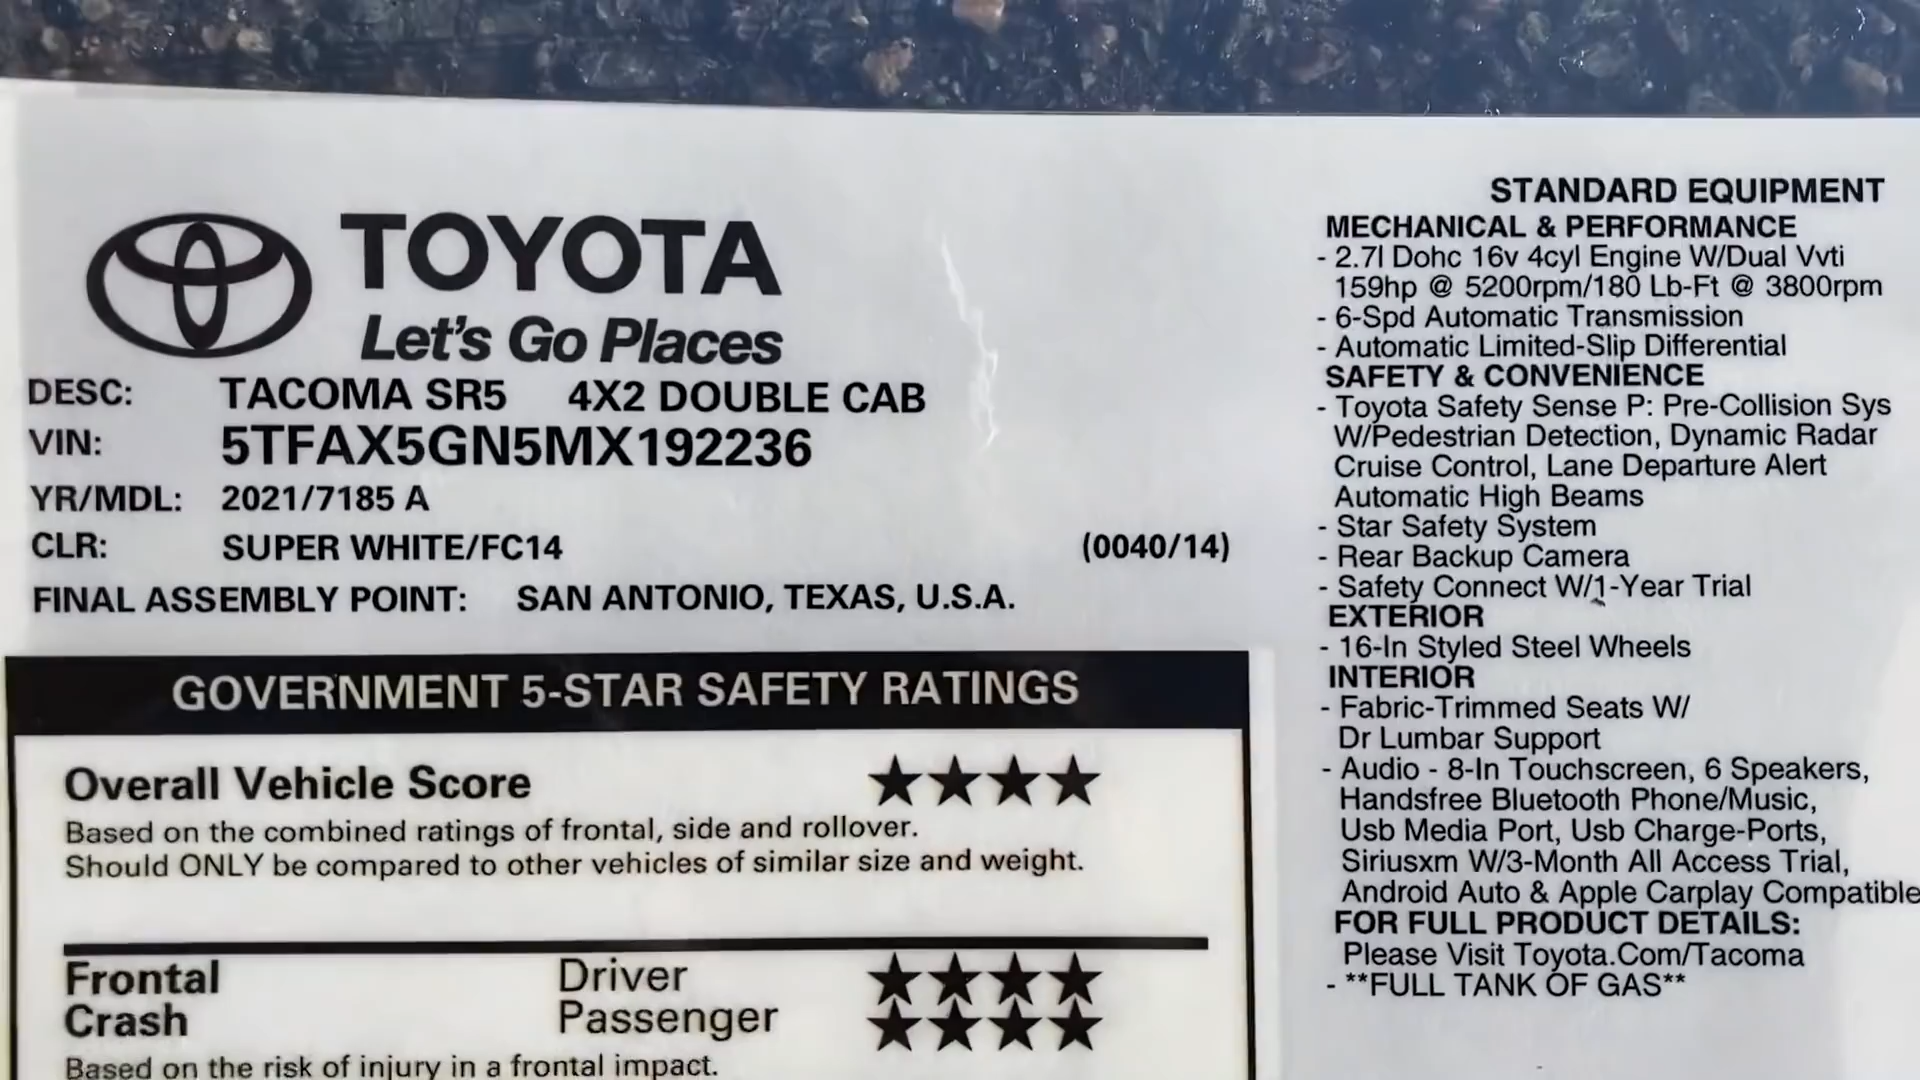 TOYOTA
Let's Go Places
DESC: TACOMA SR5 4X2 DOUBLE CAB
VIN: 5TFAX5GN5MX192236
YR/MDL: 2021/7185 A
CLR: SUPER WHITE/FC14 (0040/14)
FINAL ASSEMBLY POINT: SAN ANTONIO, TEXAS, U.S.A.
GOVERNMENT 5-STAR SAFETY RATINGS
Overall Vehicle Score ★★★★
Based on the combined ratings of frontal, side and rollover.
Should ONLY be compared to other vehicles of similar size and weight.
Frontal Driver ★★★★
Crash Passenger ★★★★
Based on the risk of injury in a frontal impact.
STANDARD EQUIPMENT
MECHANICAL & PERFORMANCE
- 2.7l Dohc 16v 4cyl Engine W/Dual Vvti
159hp @ 5200rpm/180 Lb-Ft @ 3800rpm
- 6-Spd Automatic Transmission
- Automatic Limited-Slip Differential
SAFETY & CONVENIENCE
- Toyota Safety Sense P: Pre-Collision Sys
W/Pedestrian Detection, Dynamic Radar
Cruise Control, Lane Departure Alert
Automatic High Beams
- Star Safety System
- Rear Backup Camera
- Safety Connect W/1-Year Trial
EXTERIOR
- 16-In Styled Steel Wheels
INTERIOR
- Fabric-Trimmed Seats W/
Dr Lumbar Support
- Audio - 8-In Touchscreen, 6 Speakers,
Handsfree Bluetooth Phone/Music,
Usb Media Port, Usb Charge-Ports,
Siriusxm W/3-Month All Access Trial,
Android Auto & Apple Carplay Compatible
FOR FULL PRODUCT DETAILS:
Please Visit Toyota.Com/Tacoma
- **FULL TANK OF GAS**